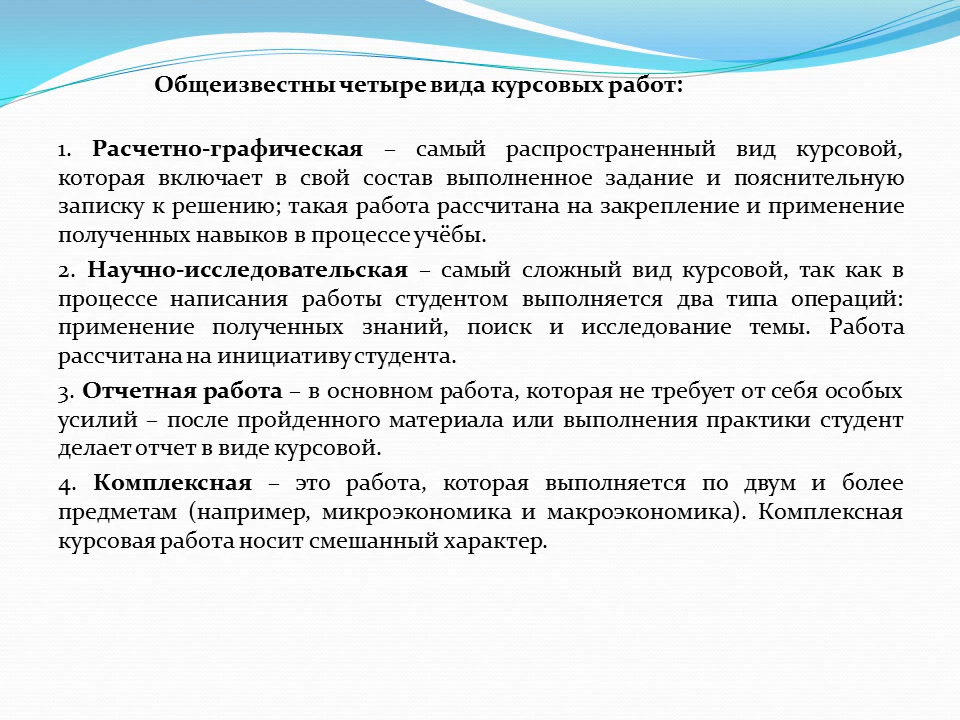 Общеизвестны четыре вида курсовых работ:
1. Расчетно-графическая – самый распространенный вид курсовой,
которая включает в свой состав выполненное задание и пояснительную
записку к решению; такая работа рассчитана на закрепление и применение
полученных навыков в процессе учёбы.
2. Научно-исследовательская – самый сложный вид курсовой, так как в
процессе написания работы студентом выполняется два типа операций:
применение полученных знаний, поиск и исследование темы. Работа
рассчитана на инициативу студента.
3. Отчетная работа – в основном работа, которая не требует от себя особых
усилий – после пройденного материала или выполнения практики студент
делает отчет в виде курсовой.
4. Комплексная – это работа, которая выполняется по двум и более
предметам (например, микроэкономика и макроэкономика). Комплексная
курсовая работа носит смешанный характер.